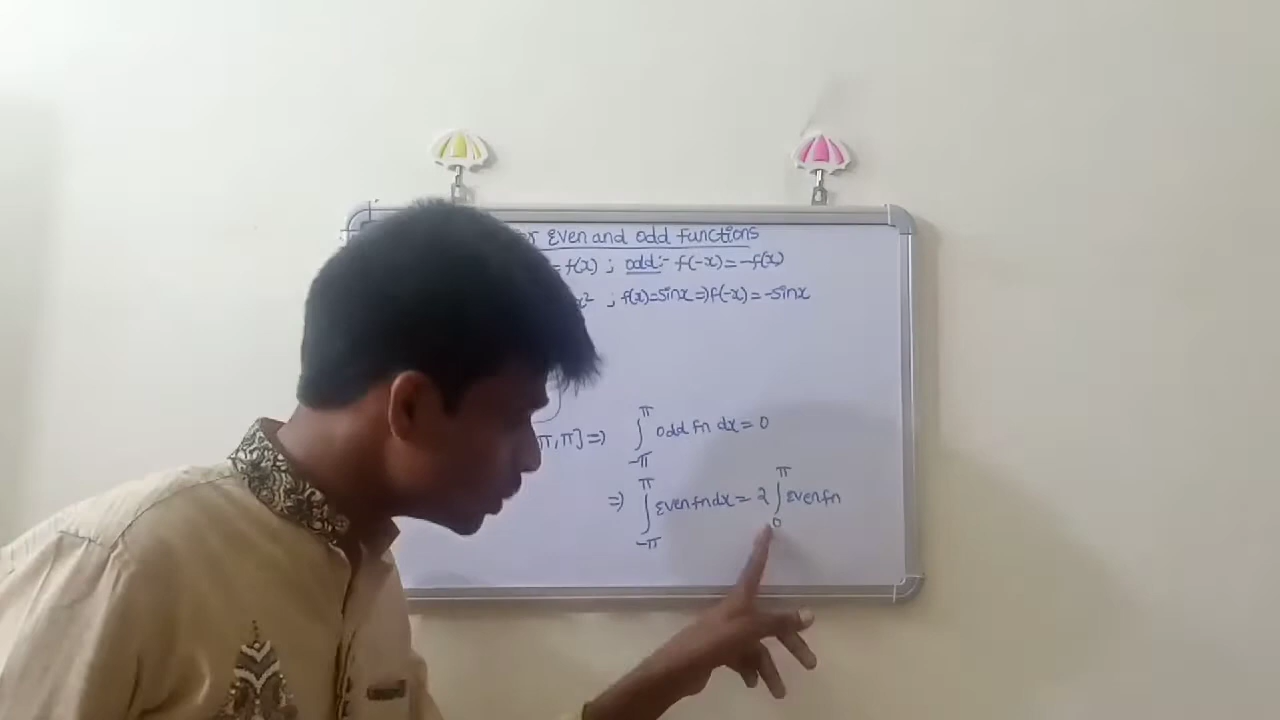 Even and odd Functions
= f(x) ; odd:- f(-x) = -f(x)
x² ; f(x)=sinx => f(-x) = -sinx
π, π] => ∫_{-π}^{π} odd fn dx = 0
=> ∫_{-π}^{π} Even fn dx = 2 ∫_{0}^{π} Even fn